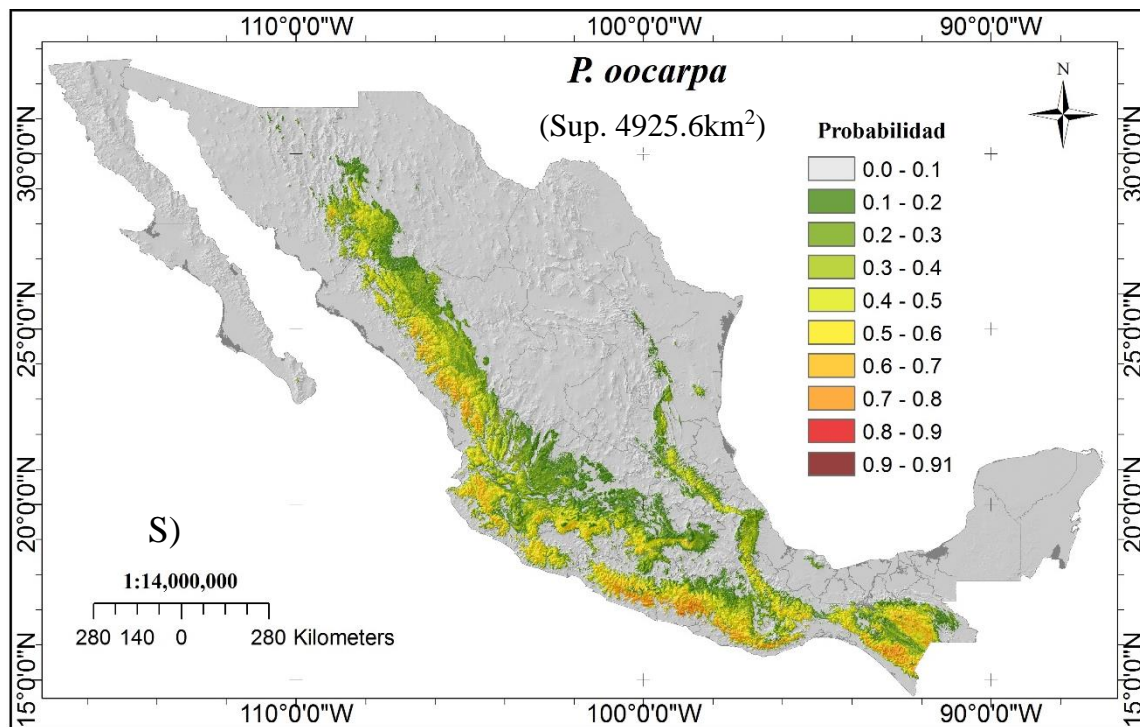 110°0'0"W 100°0'0"W 90°0'0"W
P. oocarpa
(Sup. 4925.6km²)
N
Probabilidad
0.0 - 0.1
0.1 - 0.2
0.2 - 0.3
0.3 - 0.4
0.4 - 0.5
0.5 - 0.6
0.6 - 0.7
0.7 - 0.8
0.8 - 0.9
0.9 - 0.91
30°0'0"N
25°0'0"N
20°0'0"N
15°0'0"N
30°0'0"N
25°0'0"N
20°0'0"N
15°0'0"N
S)
1:14,000,000
280 140 0 280 Kilometers
110°0'0"W 100°0'0"W 90°0'0"W